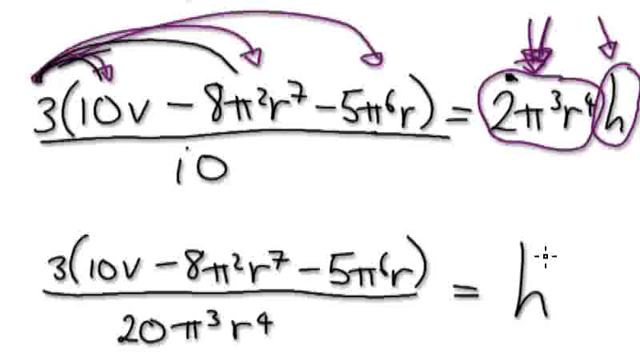 3(10v − 8π²r⁷ − 5π⁶r) = 2π³r⁴h
10
3(10v − 8π²r⁷ − 5π⁶r) = h
20π³r⁴